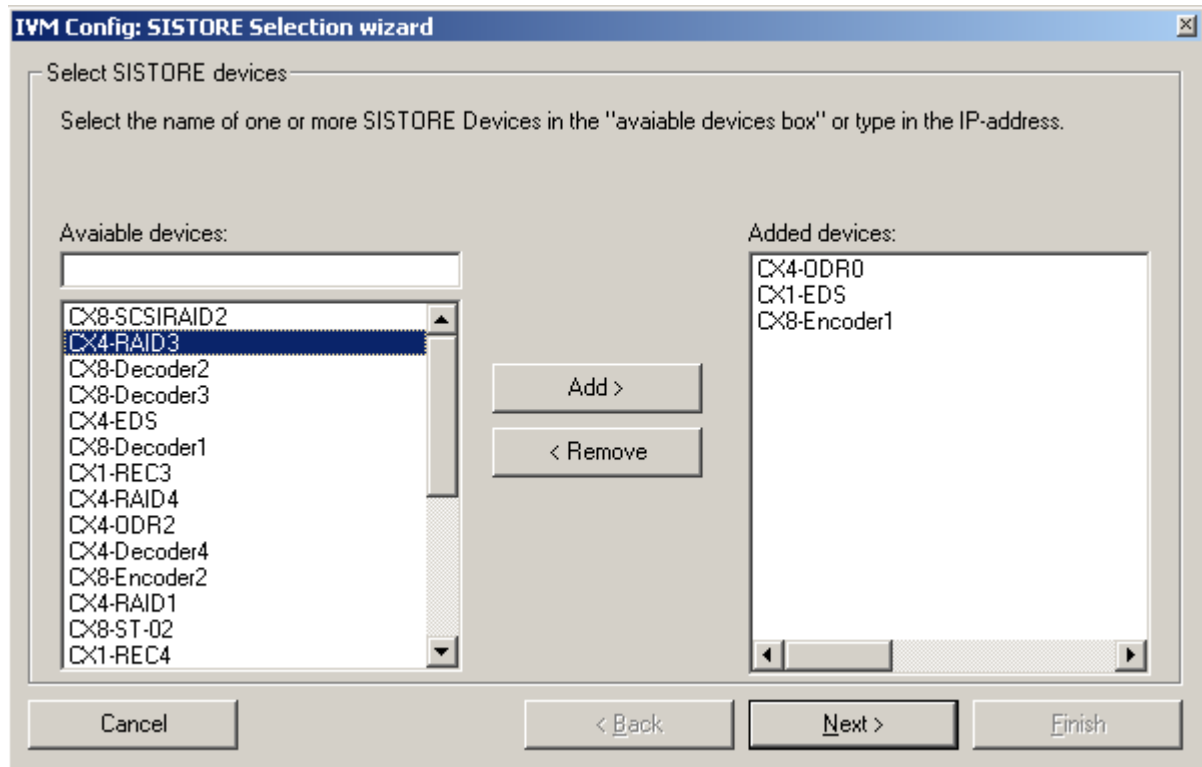 IVM Config: SISTORE Selection wizard
Select SISTORE devices
Select the name of one or more SISTORE Devices in the "avaiable devices box" or type in the IP-address.
Avaiable devices:
CX8-SCSIRAID2
CX4-RAID3
CX8-Decoder2
CX8-Decoder3
CX4-EDS
CX8-Decoder1
CX1-REC3
CX4-RAID4
CX4-ODR2
CX4-Decoder4
CX8-Encoder2
CX4-RAID1
CX8-ST-02
CX1-REC4
Add >
< Remove
Added devices:
CX4-ODR0
CX1-EDS
CX8-Encoder1
Cancel
< Back
Next >
Finish